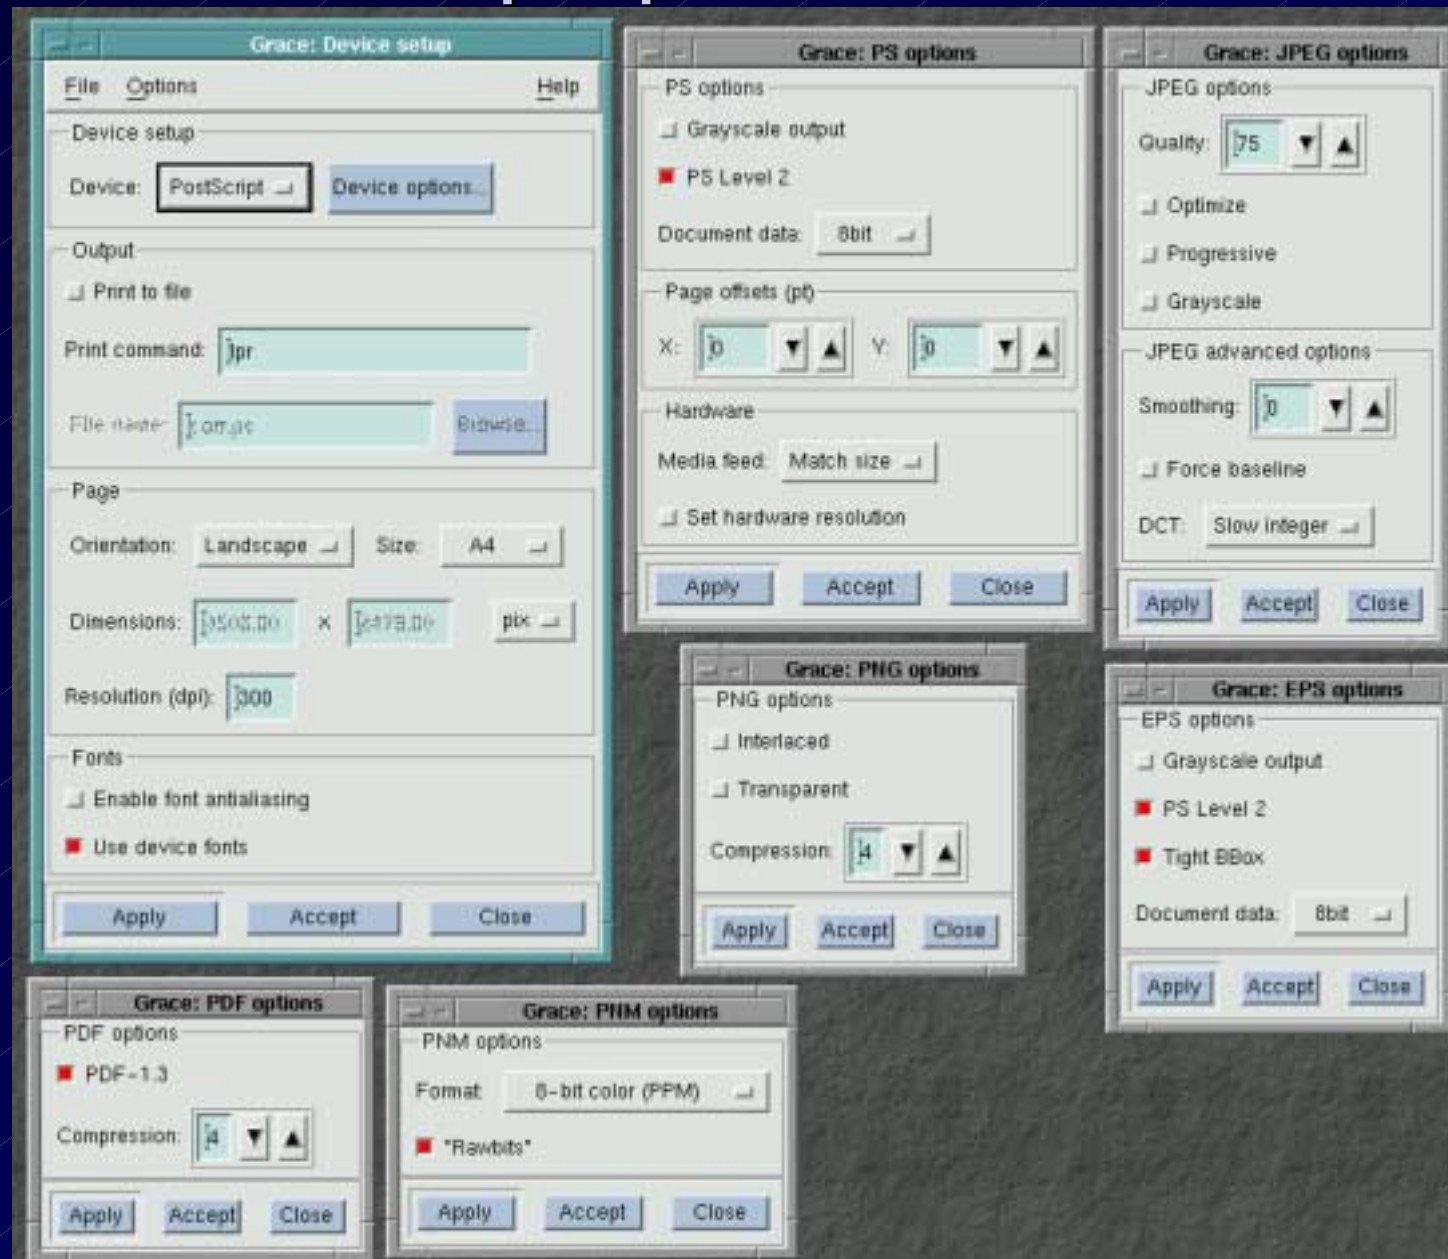 Grace: Device setup
File Options Help
Device setup
Device: PostScript Device options...
Output
Print to file
Print command: lpr
File name: Browse...
Page
Orientation: Landscape Size: A4
Dimensions: x pix
Resolution (dpi): 300
Fonts
Enable font antialiasing
Use device fonts
Apply Accept Close
Grace: PS options
PS options
Grayscale output
PS Level 2
Document data: 8bit
Page offsets (pt)
X: 0 Y: 0
Hardware
Media feed: Match size
Set hardware resolution
Apply Accept Close
Grace: JPEG options
JPEG options
Quality: 75
Optimize
Progressive
Grayscale
JPEG advanced options
Smoothing: 0
Force baseline
DCT: Slow integer
Apply Accept Close
Grace: PNG options
PNG options
Interlaced
Transparent
Compression: 4
Apply Accept Close
Grace: EPS options
EPS options
Grayscale output
PS Level 2
Tight BBox
Document data: 8bit
Apply Accept Close
Grace: PDF options
PDF options
PDF-1.3
Compression: 4
Apply Accept Close
Grace: PNM options
PNM options
Format: 8-bit color (PPM)
"Rawbits"
Apply Accept Close